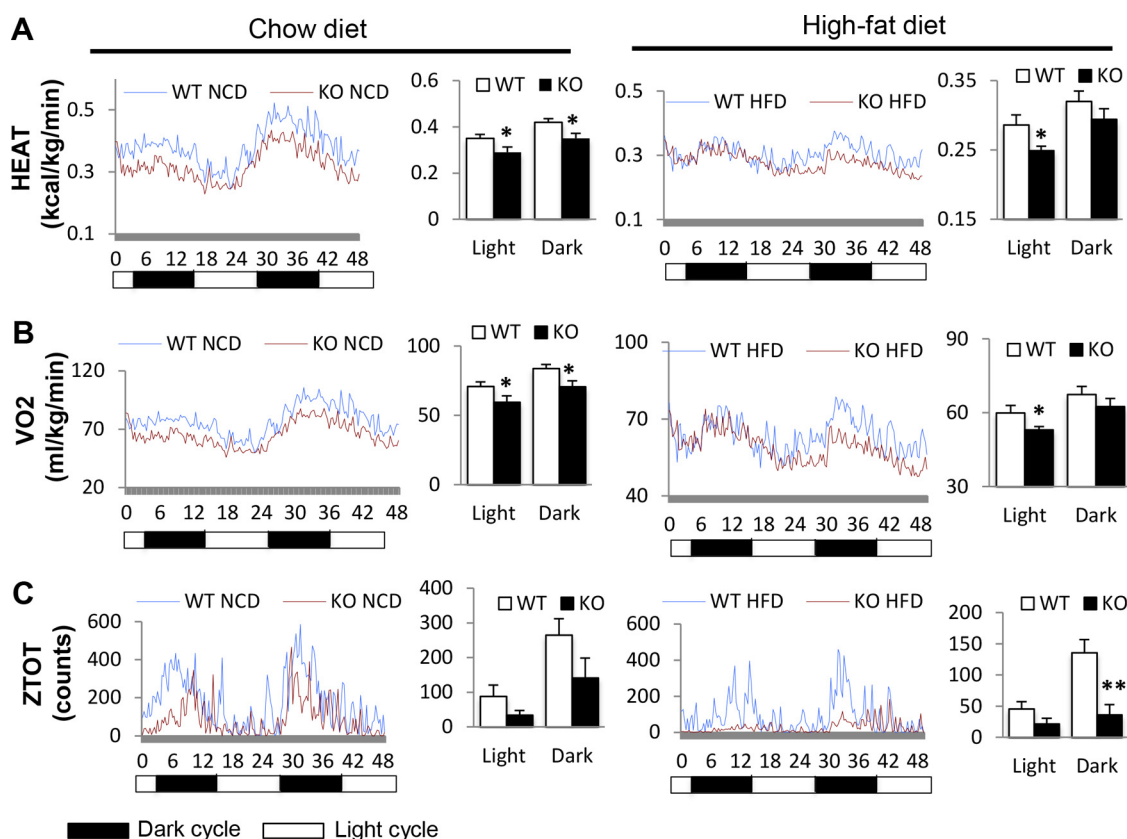 A
Chow diet
High-fat diet
HEAT
(kcal/kg/min)
WT NCD KO NCD
0.5
0.3
0.1
0 6 12 18 24 30 36 42 48
WT KO
0.6
0.4
0.2
0
* *
Light Dark
WT HFD KO HFD
0.5
0.3
0.1
0 6 12 18 24 30 36 42 48
WT KO
0.35
0.25
0.15
*
Light Dark
B
VO2
(ml/kg/min)
WT NCD KO NCD
120
70
20
0 6 12 18 24 30 36 42 48
WT KO
100
50
0
* *
Light Dark
WT HFD KO HFD
100
70
40
0 6 12 18 24 30 36 42 48
WT KO
90
60
30
*
Light Dark
C
ZTOT
(counts)
WT NCD KO NCD
600
400
200
0
0 6 12 18 24 30 36 42 48
WT KO
400
300
200
100
0
Light Dark
WT HFD KO HFD
600
400
200
0
0 6 12 18 24 30 36 42 48
WT KO
200
150
100
50
0
**
Light Dark
Dark cycle Light cycle